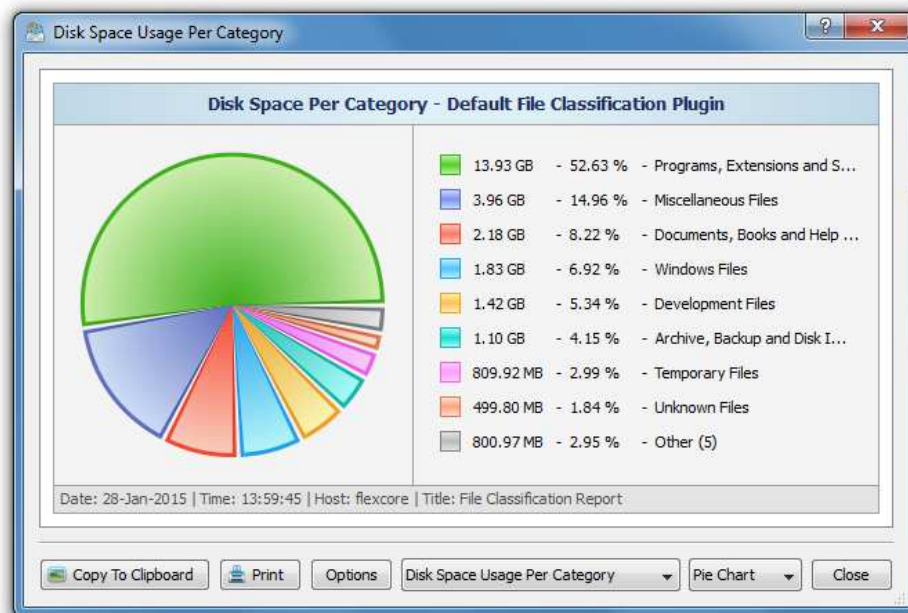 Disk Space Usage Per Category
?
Disk Space Per Category - Default File Classification Plugin
13.93 GB - 52.63 % - Programs, Extensions and S...
3.96 GB - 14.96 % - Miscellaneous Files
2.18 GB - 8.22 % - Documents, Books and Help ...
1.83 GB - 6.92 % - Windows Files
1.42 GB - 5.34 % - Development Files
1.10 GB - 4.15 % - Archive, Backup and Disk I...
809.92 MB - 2.99 % - Temporary Files
499.80 MB - 1.84 % - Unknown Files
800.97 MB - 2.95 % - Other (5)
Date: 28-Jan-2015 | Time: 13:59:45 | Host: flexcore | Title: File Classification Report
Copy To Clipboard Print Options Disk Space Usage Per Category Pie Chart Close